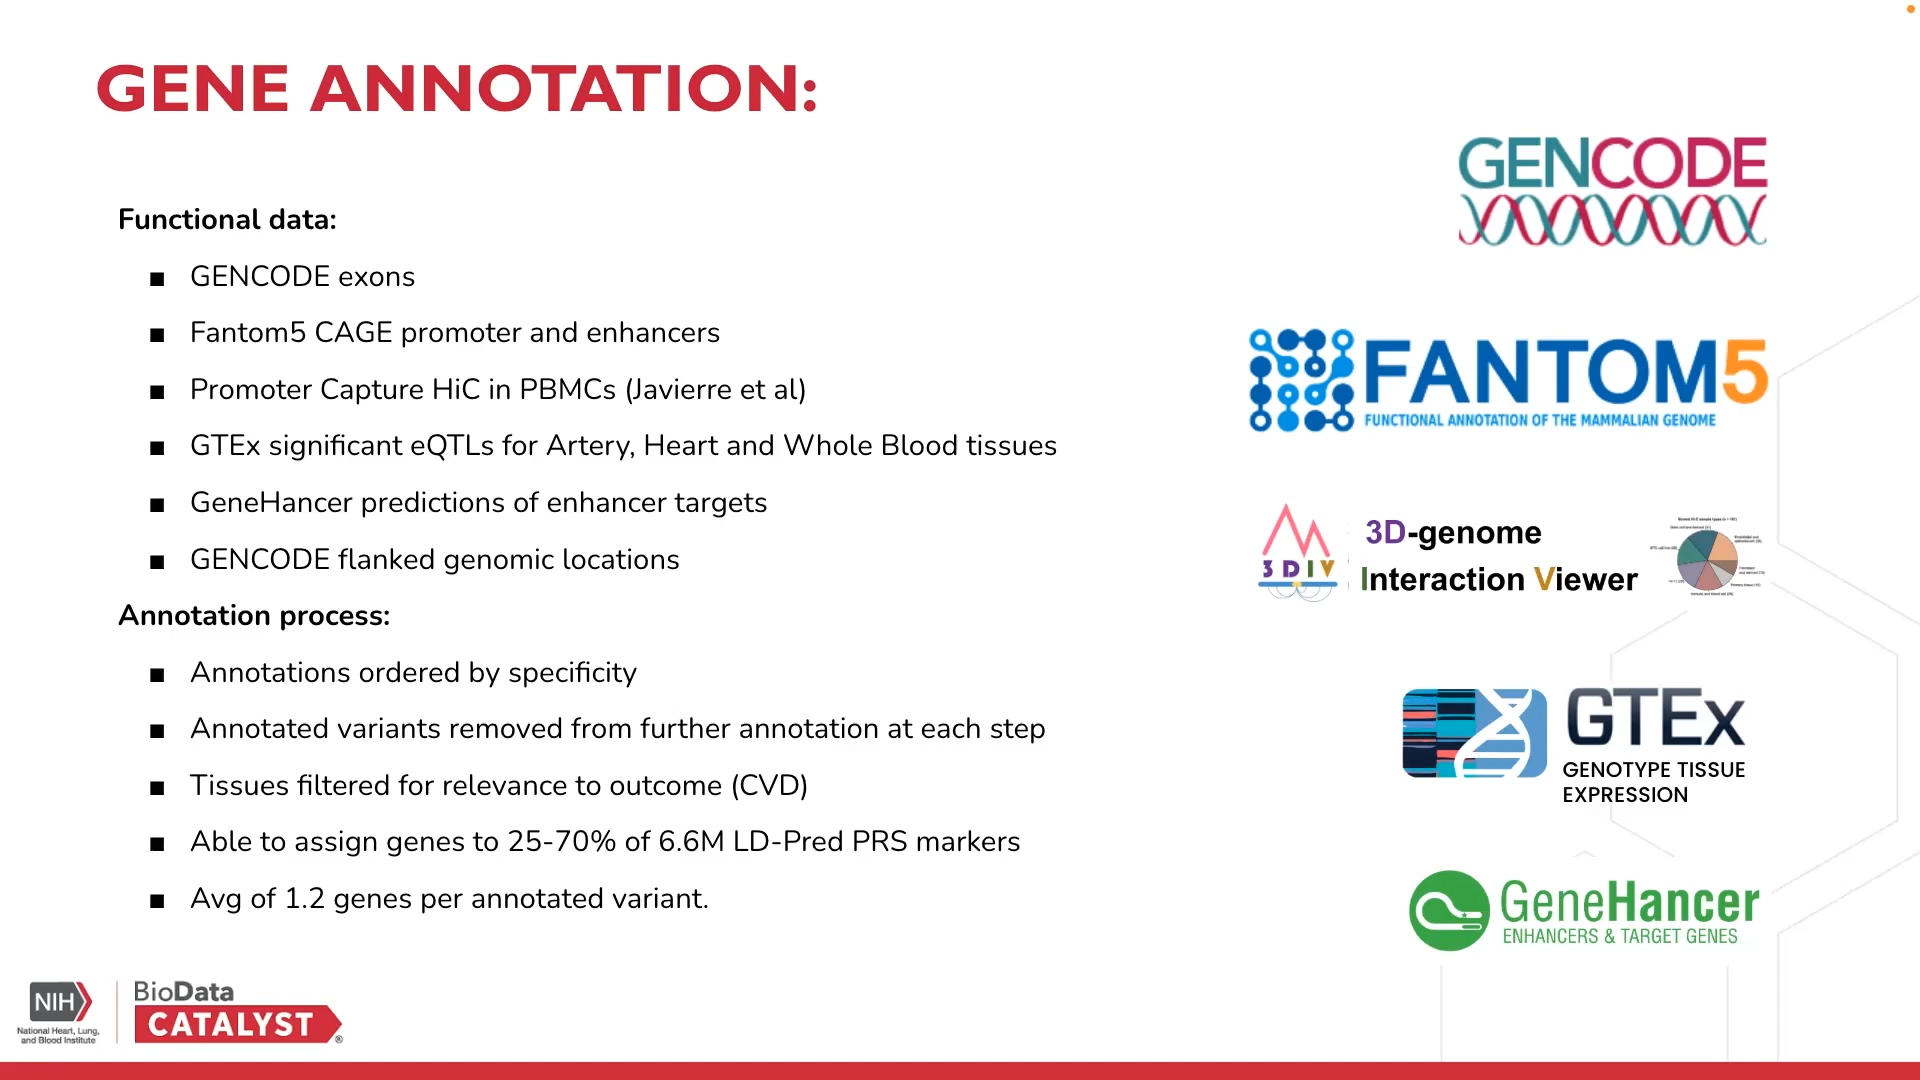 GENE ANNOTATION:
Functional data:
■ GENCODE exons
■ Fantom5 CAGE promoter and enhancers
■ Promoter Capture HiC in PBMCs (Javierre et al)
■ GTEx significant eQTLs for Artery, Heart and Whole Blood tissues
■ GeneHancer predictions of enhancer targets
■ GENCODE flanked genomic locations
Annotation process:
■ Annotations ordered by specificity
■ Annotated variants removed from further annotation at each step
■ Tissues filtered for relevance to outcome (CVD)
■ Able to assign genes to 25-70% of 6.6M LD-Pred PRS markers
■ Avg of 1.2 genes per annotated variant.
GENCODE
FANTOM5
FUNCTIONAL ANNOTATION OF THE MAMMALIAN GENOME
3DIV
3D-genome
Interaction Viewer
GTEx
GENOTYPE TISSUE
EXPRESSION
GeneHancer
ENHANCERS & TARGET GENES
NIH
National Heart, Lung,
and Blood Institute
BioData
CATALYST®